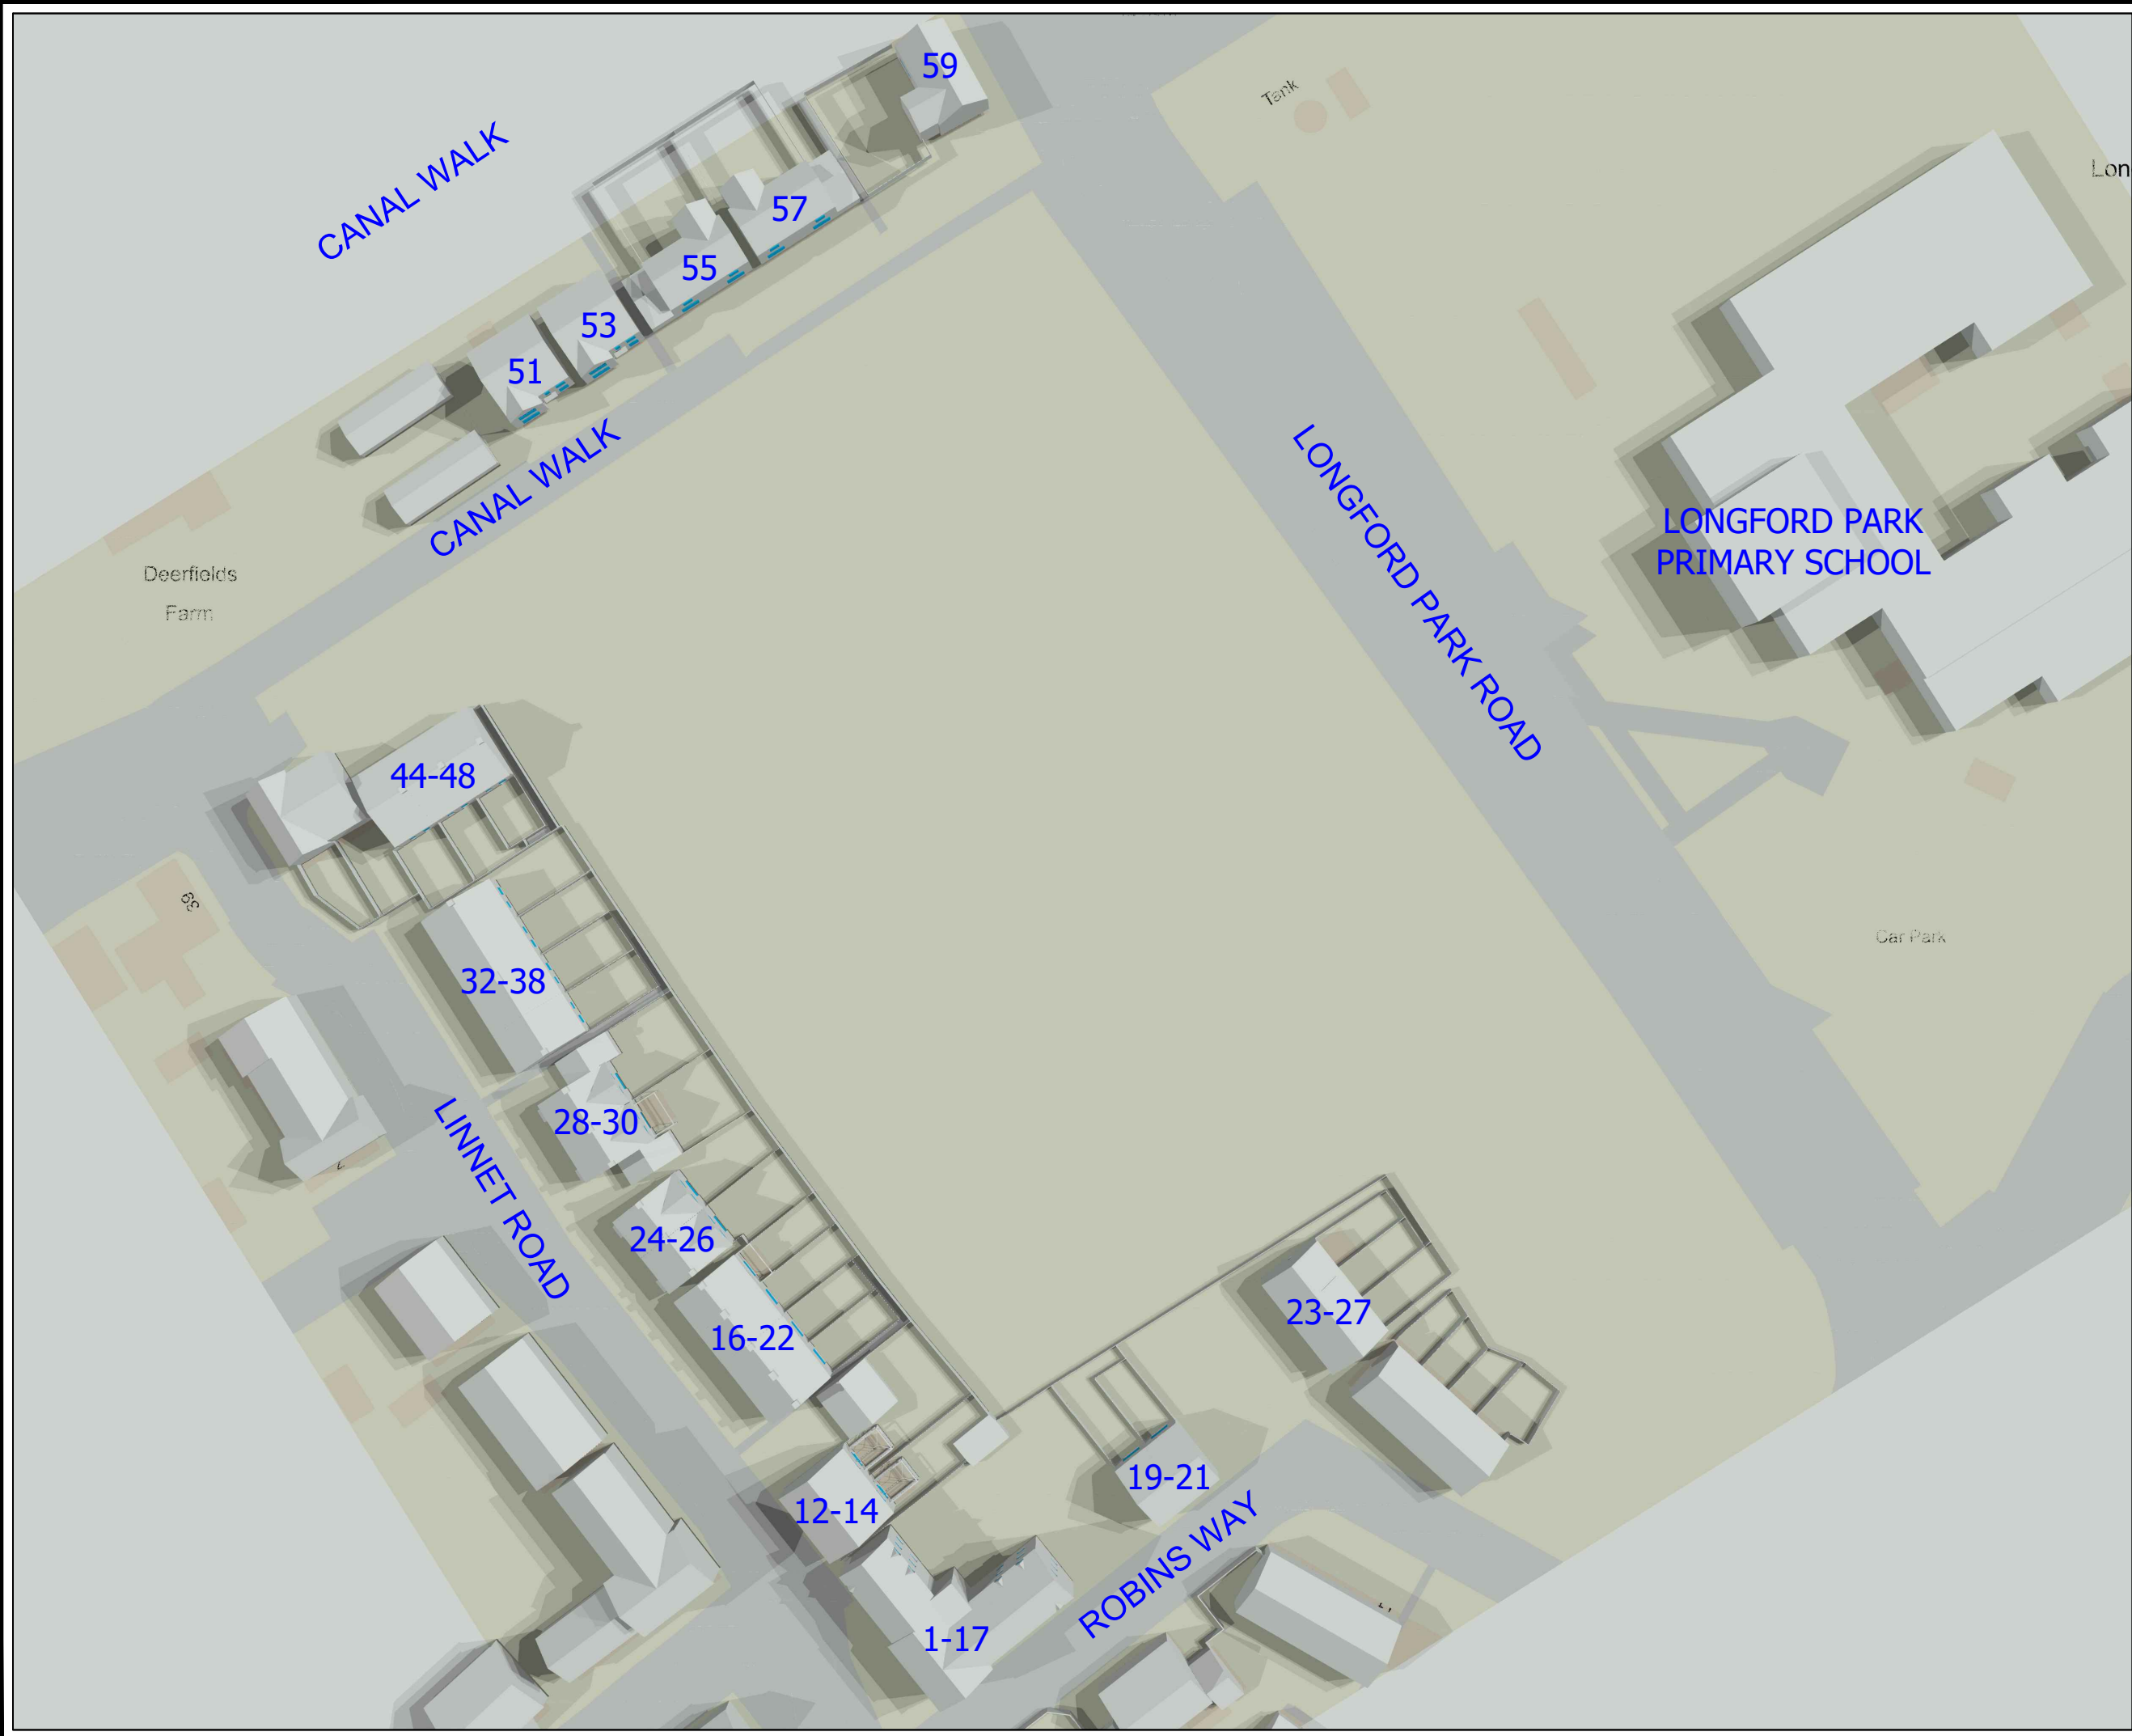 59
Tank
CANAL WALK
Lon
57
55
53
51
CANAL WALK
LONGFORD PARK ROAD
LONGFORD PARK
PRIMARY SCHOOL
Deerfields
Farm
44-48
39
Car Park
32-38
28-30
LINNET ROAD
24-26
23-27
16-22
19-21
12-14
ROBINS WAY
1-17